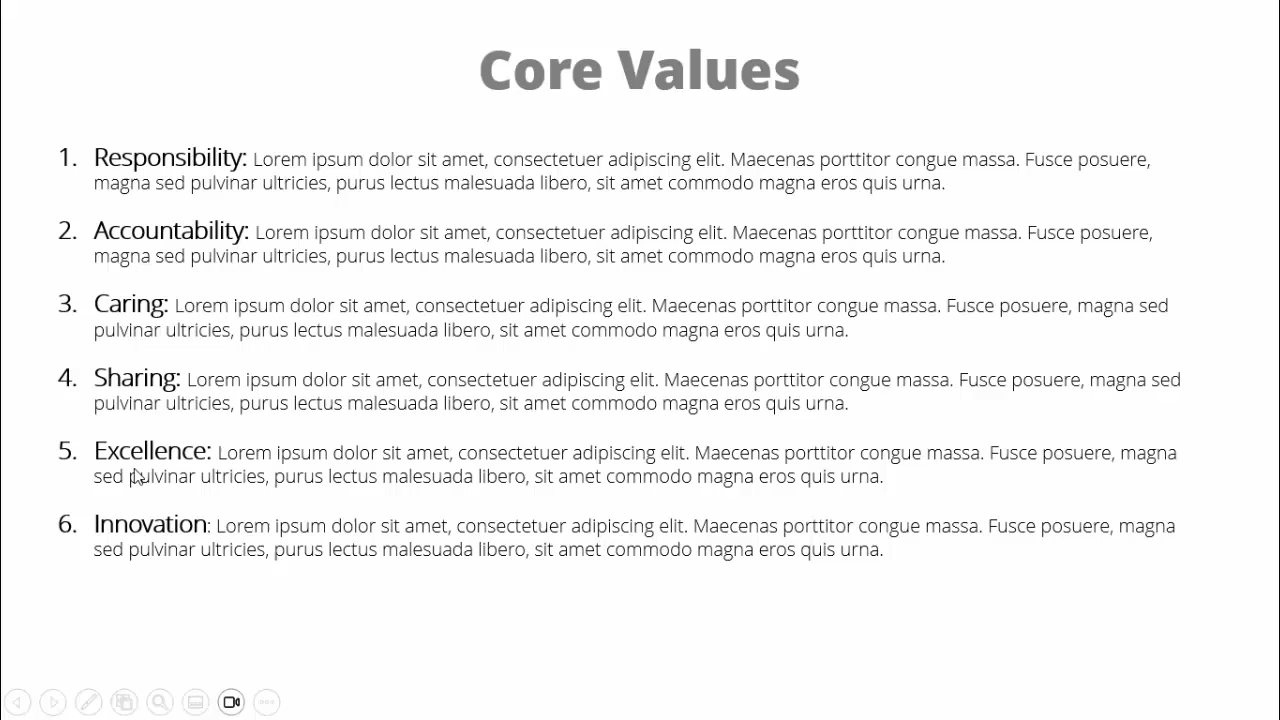 Core Values
1. Responsibility: Lorem ipsum dolor sit amet, consectetuer adipiscing elit. Maecenas porttitor congue massa. Fusce posuere,
magna sed pulvinar ultricies, purus lectus malesuada libero, sit amet commodo magna eros quis urna.
2. Accountability: Lorem ipsum dolor sit amet, consectetuer adipiscing elit. Maecenas porttitor congue massa. Fusce posuere,
magna sed pulvinar ultricies, purus lectus malesuada libero, sit amet commodo magna eros quis urna.
3. Caring: Lorem ipsum dolor sit amet, consectetuer adipiscing elit. Maecenas porttitor congue massa. Fusce posuere, magna sed
pulvinar ultricies, purus lectus malesuada libero, sit amet commodo magna eros quis urna.
4. Sharing: Lorem ipsum dolor sit amet, consectetuer adipiscing elit. Maecenas porttitor congue massa. Fusce posuere, magna sed
pulvinar ultricies, purus lectus malesuada libero, sit amet commodo magna eros quis urna.
5. Excellence: Lorem ipsum dolor sit amet, consectetuer adipiscing elit. Maecenas porttitor congue massa. Fusce posuere, magna
sed pulvinar ultricies, purus lectus malesuada libero, sit amet commodo magna eros quis urna.
6. Innovation: Lorem ipsum dolor sit amet, consectetuer adipiscing elit. Maecenas porttitor congue massa. Fusce posuere, magna
sed pulvinar ultricies, purus lectus malesuada libero, sit amet commodo magna eros quis urna.